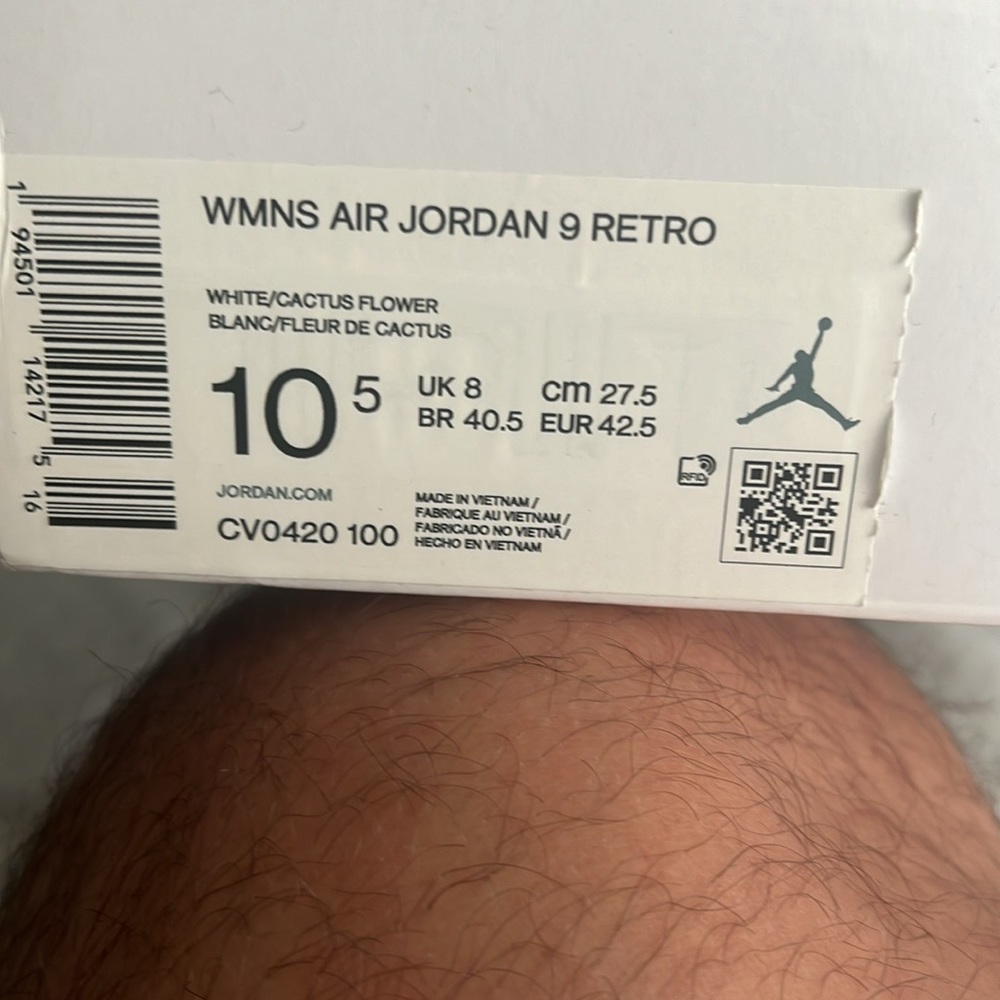 WMNS AIR JORDAN 9 RETRO
WHITE/CACTUS FLOWER
BLANC/FLEUR DE CACTUS
10 5
UK 8 cm 27.5
BR 40.5 EUR 42.5
JORDAN.COM
CV0420 100
MADE IN VIETNAM /
FABRIQUE AU VIETNAM /
FABRICADO NO VIETNÃ /
HECHO EN VIETNAM
RFID
1 94501 14217 5 16